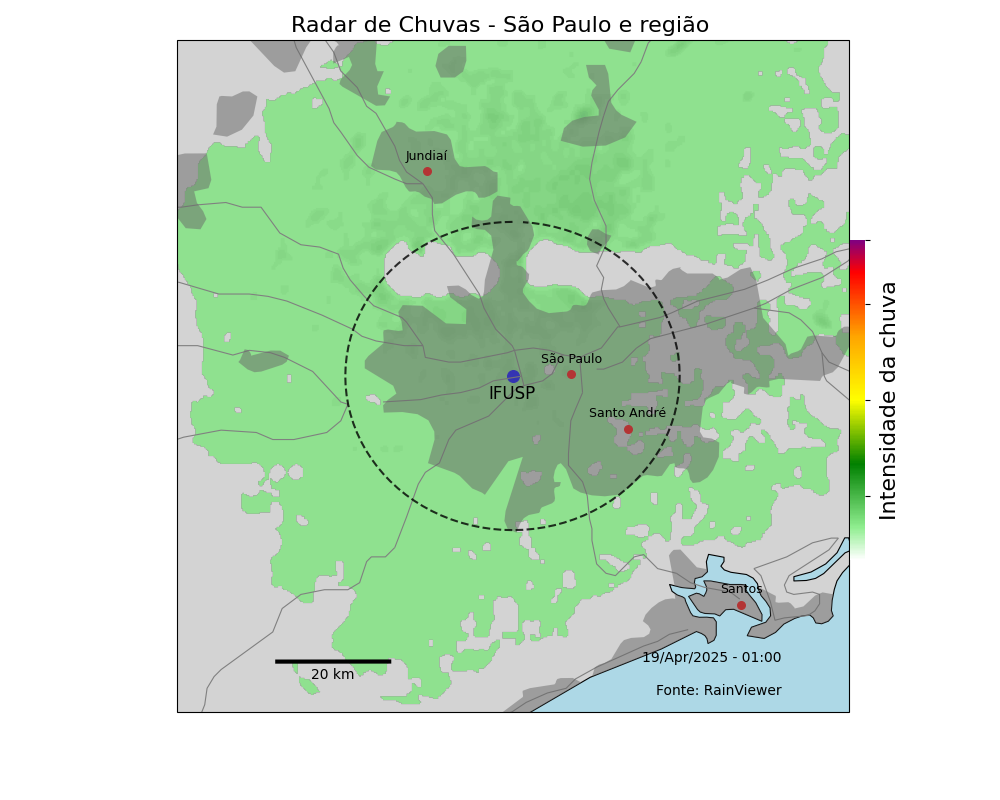 Radar de Chuvas - São Paulo e região
Jundiaí
São Paulo
IFUSP
Santo André
Santos
19/Apr/2025 - 01:00
20 km
Fonte: RainViewer
Intensidade da chuva